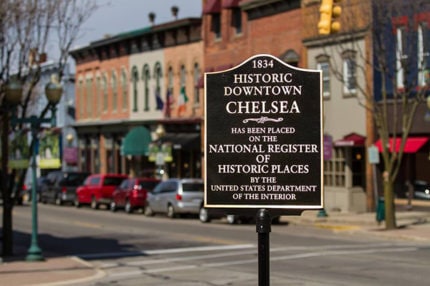 1834
HISTORIC
DOWNTOWN
CHELSEA
HAS BEEN PLACED
ON THE
NATIONAL REGISTER
OF
HISTORIC PLACES
BY THE
UNITED STATES DEPARTMENT
OF THE INTERIOR